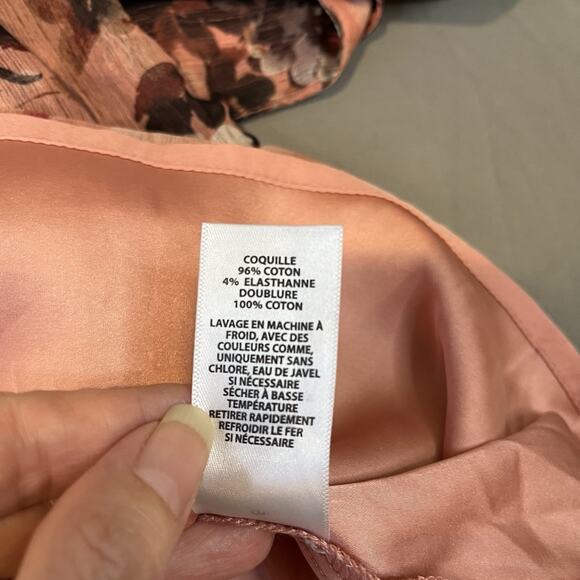 COQUILLE
96% COTON
4% ELASTHANNE
DOUBLURE
100% COTON
LAVAGE EN MACHINE À
FROID, AVEC DES
COULEURS COMME,
UNIQUEMENT SANS
CHLORE, EAU DE JAVEL
SI NÉCESSAIRE
SÉCHER À BASSE
TEMPÉRATURE
RETIRER RAPIDEMENT
REFROIDIR LE FER
SI NÉCESSAIRE